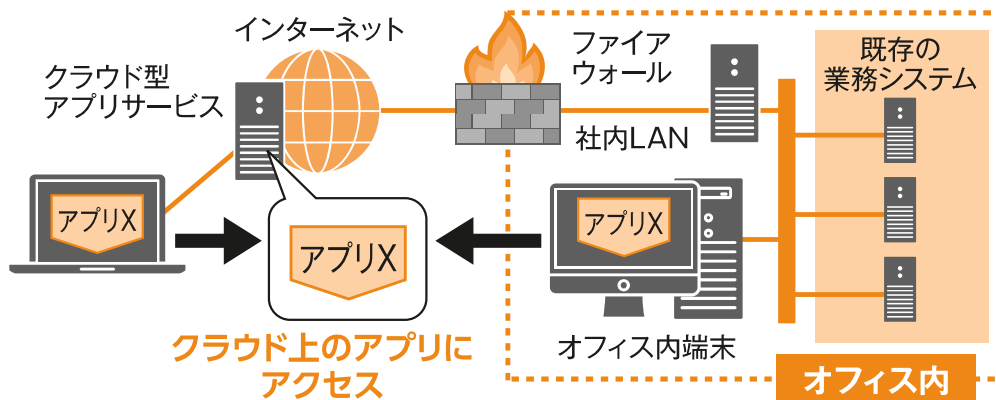 インターネット
クラウド型
アプリサービス
ファイア
ウォール
社内LAN
既存の
業務システム
アプリX
アプリX
アプリX
クラウド上のアプリに
アクセス
オフィス内端末
オフィス内